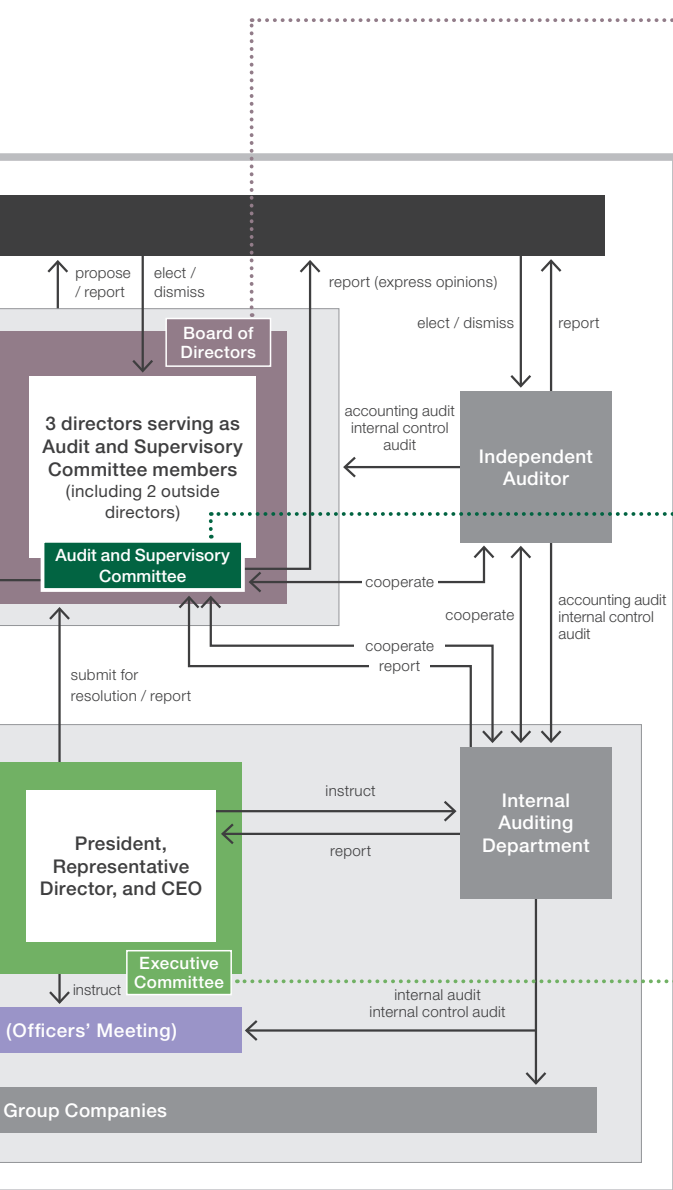 propose
/ report
elect /
dismiss
report (express opinions)
elect / dismiss
report
Board of
Directors
3 directors serving as
Audit and Supervisory
Committee members
(including 2 outside
directors)
accounting audit
internal control
audit
Independent
Auditor
Audit and Supervisory
Committee
cooperate
cooperate
accounting audit
internal control
audit
cooperate
report
submit for
resolution / report
instruct
report
Internal
Auditing
Department
President,
Representative
Director, and CEO
Executive
Committee
instruct
internal audit
internal control audit
(Officers’ Meeting)
Group Companies